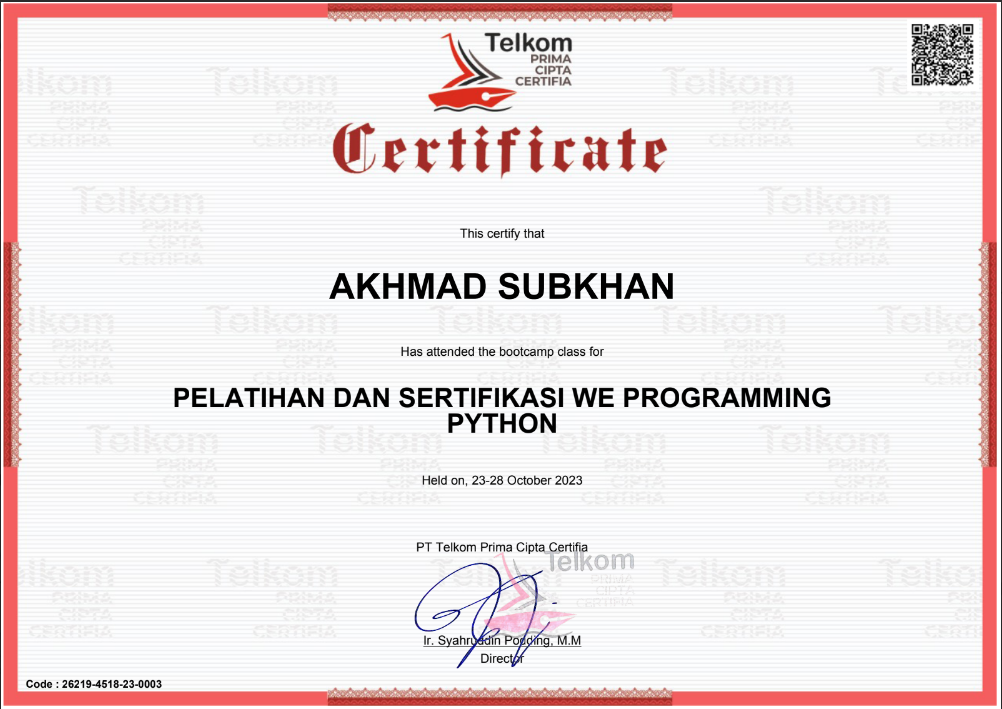 Telkom
PRIMA
CIPTA
CERTIFIA
Certificate
This certify that
AKHMAD SUBKHAN
Has attended the bootcamp class for
PELATIHAN DAN SERTIFIKASI WE PROGRAMMING
PYTHON
Held on, 23-28 October 2023
PT Telkom Prima Cipta Certifia
Telkom
PRIMA
CIPTA
CERTIFIA
Ir. Syahruddin Podding, M.M
Director
Code : 26219-4518-23-0003